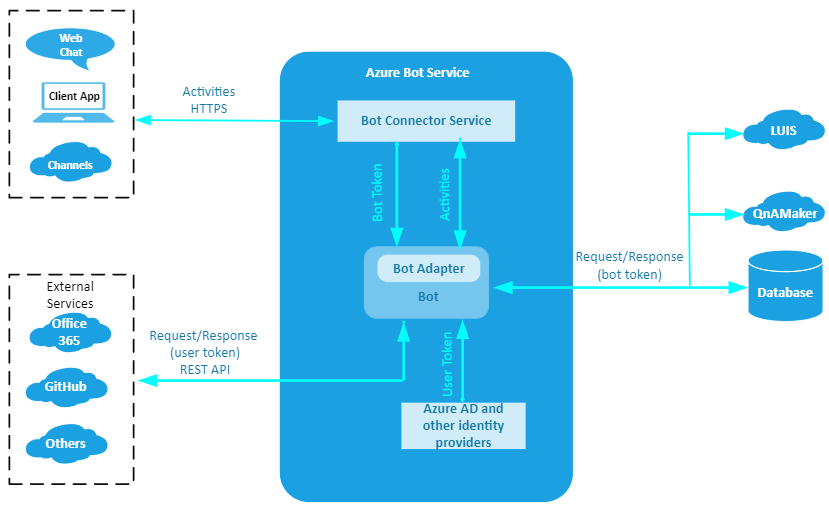 Web
Chat
Client App
Channels
Activities
HTTPS
Azure Bot Service
Bot Connector Service
Bot Token
Activities
Bot Adapter
Bot
User Token
Azure AD and
other identity
providers
External
Services
Office
365
GitHub
Others
Request/Response
(user token)
REST API
Request/Response
(bot token)
LUIS
QnAMaker
Database